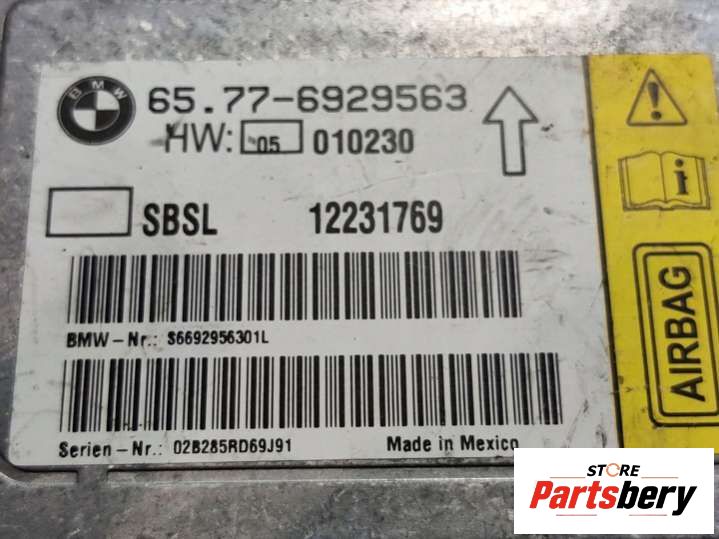 BMW
65.77-6929563
HW: 05 010230
SBSL 12231769
BMW-Nr.: S6692956301L
Serien-Nr.: 02B285RD69J91 Made in Mexico
i
AIRBAG
STORE
Partsbery